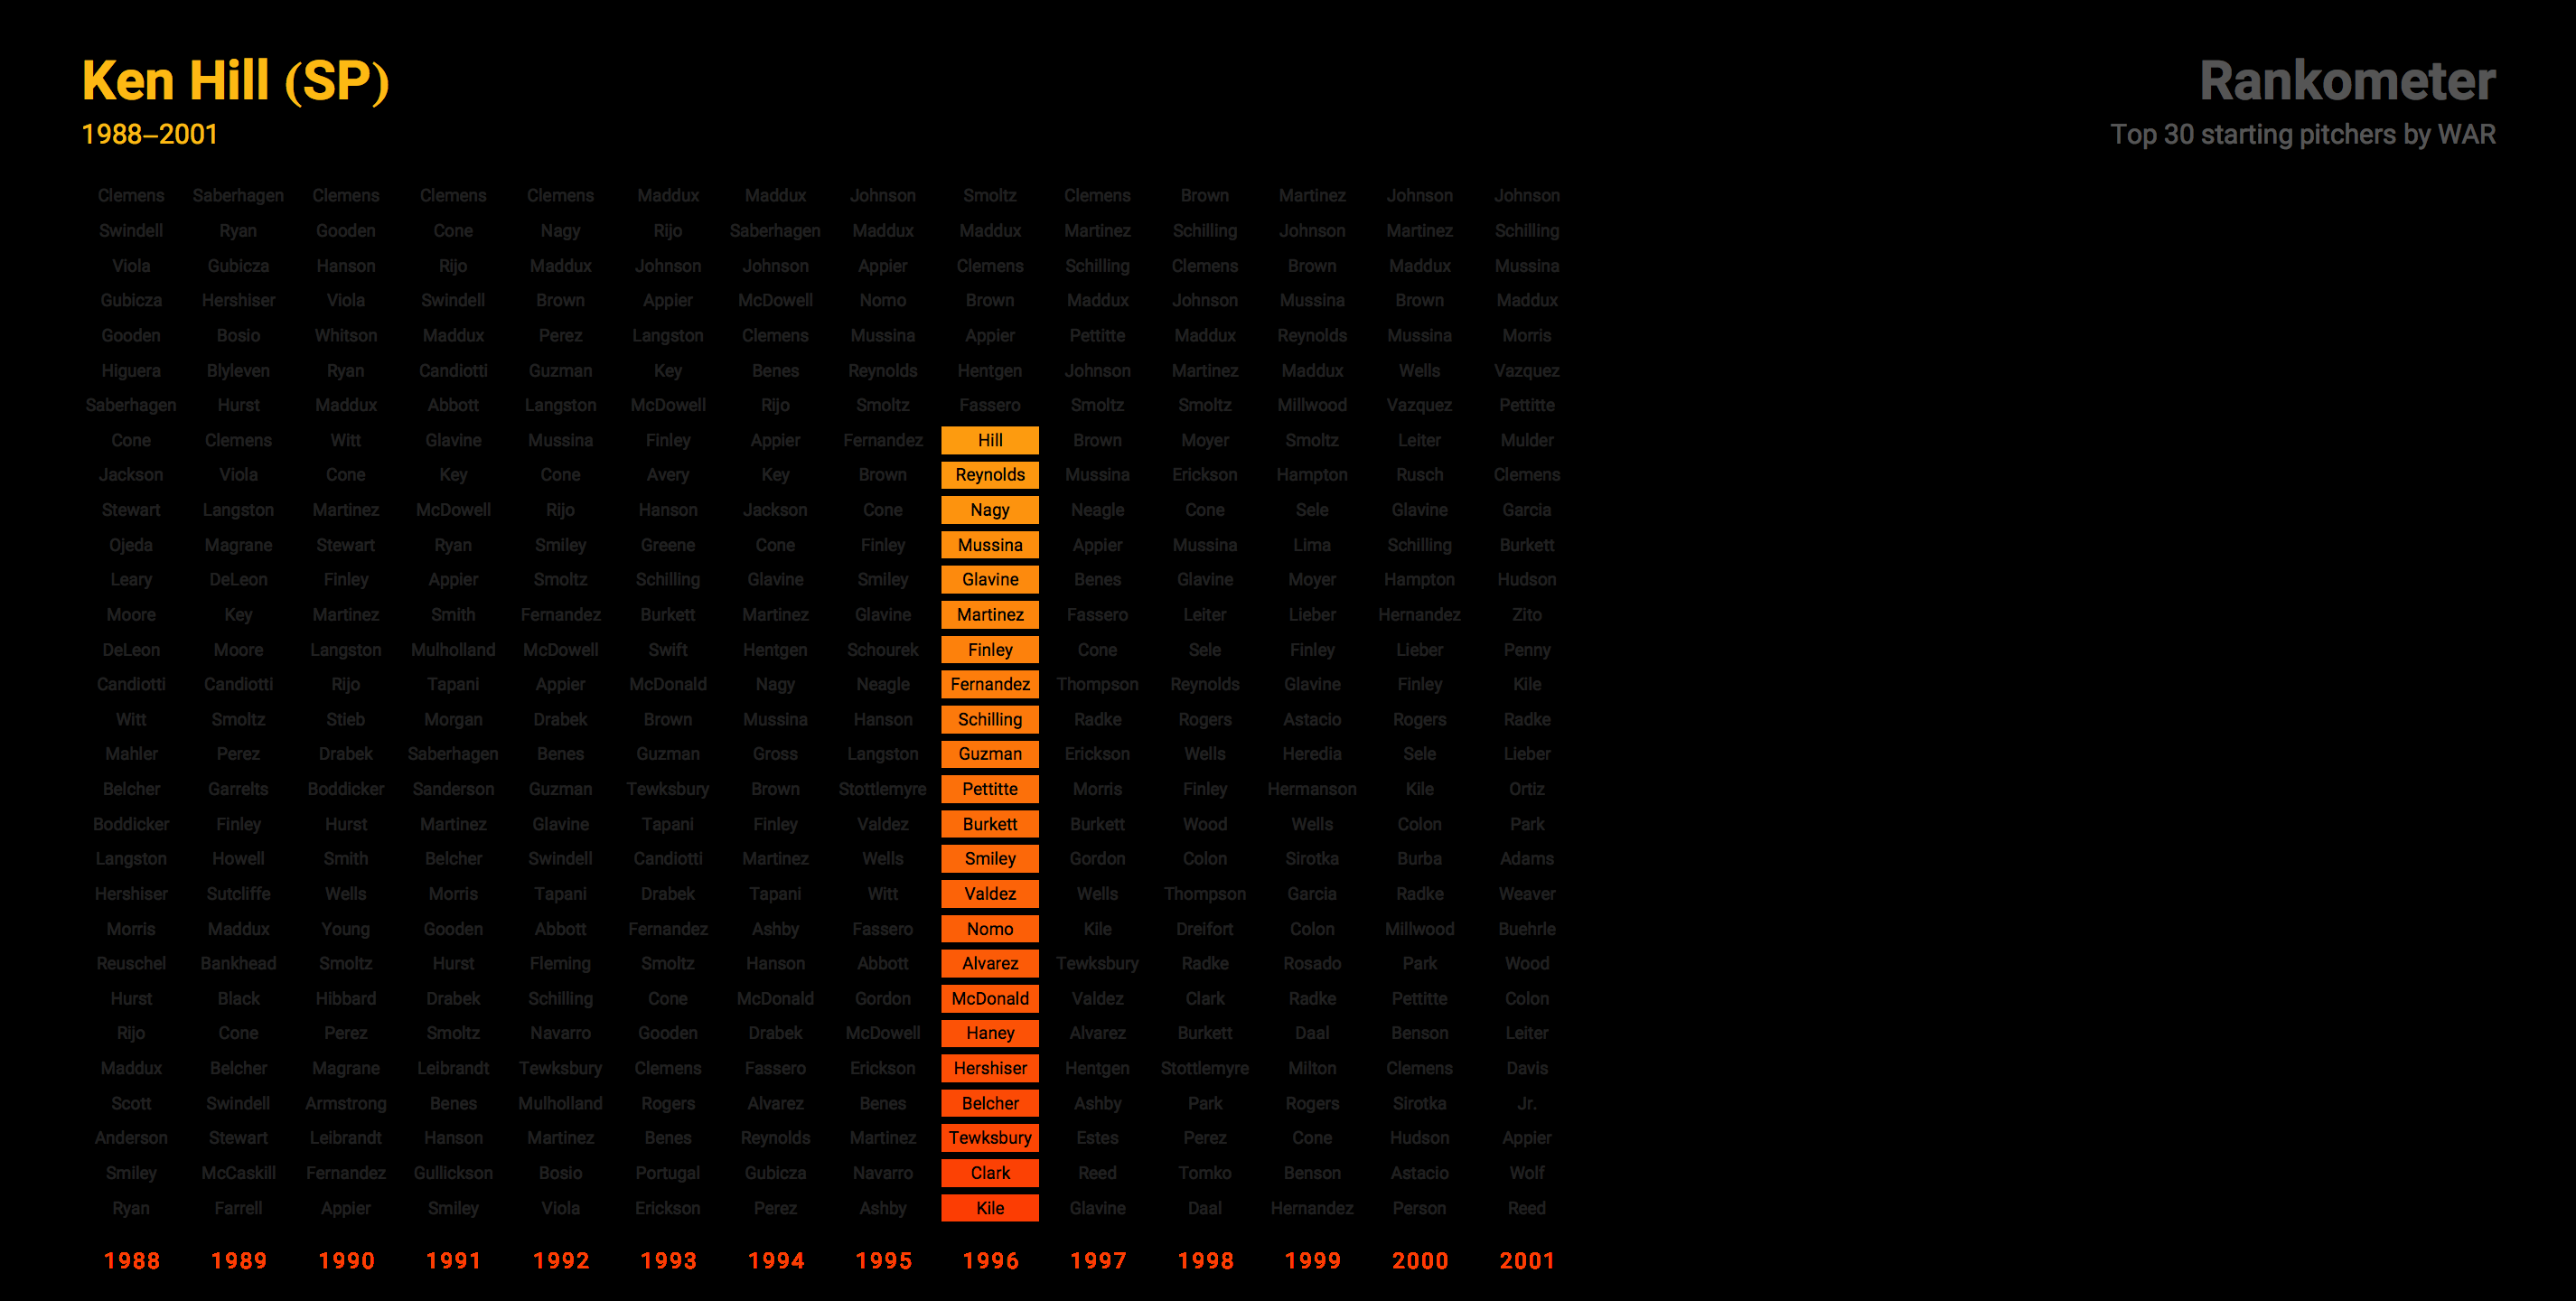 Ken Hill (SP)
1988–2001
Rankometer
Top 30 starting pitchers by WAR
Clemens Saberhagen Clemens Clemens Clemens Maddux Maddux Johnson Smoltz Clemens Brown Martinez Johnson Johnson
Swindell Ryan Gooden Cone Nagy Rijo Saberhagen Maddux Maddux Martinez Schilling Johnson Martinez Schilling
Viola Gubicza Hanson Rijo Maddux Johnson Johnson Appier Clemens Schilling Clemens Brown Maddux Mussina
Gubicza Hershiser Viola Swindell Brown Appier McDowell Nomo Brown Maddux Johnson Mussina Brown Maddux
Gooden Bosio Whitson Maddux Perez Langston Clemens Mussina Appier Pettitte Maddux Reynolds Mussina Morris
Higuera Blyleven Ryan Candiotti Guzman Key Benes Reynolds Hentgen Johnson Martinez Maddux Wells Vazquez
Saberhagen Hurst Maddux Abbott Langston McDowell Rijo Smoltz Fassero Smoltz Smoltz Millwood Vazquez Pettitte
Cone Clemens Witt Glavine Mussina Finley Appier Fernandez Hill Brown Moyer Smoltz Leiter Mulder
Jackson Viola Cone Key Cone Avery Key Brown Reynolds Mussina Erickson Hampton Rusch Clemens
Stewart Langston Martinez McDowell Rijo Hanson Jackson Cone Nagy Neagle Cone Sele Glavine Garcia
Ojeda Magrane Stewart Ryan Smiley Greene Cone Finley Mussina Appier Mussina Lima Schilling Burkett
Leary DeLeon Finley Appier Smoltz Schilling Glavine Smiley Glavine Benes Glavine Moyer Hampton Hudson
Moore Key Martinez Smith Fernandez Burkett Martinez Glavine Martinez Fassero Leiter Lieber Hernandez Zito
DeLeon Moore Langston Mulholland McDowell Swift Hentgen Schourek Finley Cone Sele Finley Lieber Penny
Candiotti Candiotti Rijo Tapani Appier McDonald Nagy Neagle Fernandez Thompson Reynolds Glavine Finley Kile
Witt Smoltz Stieb Morgan Drabek Brown Mussina Hanson Schilling Radke Rogers Astacio Rogers Radke
Mahler Perez Drabek Saberhagen Benes Guzman Gross Langston Guzman Erickson Wells Heredia Sele Lieber
Belcher Garrelts Boddicker Sanderson Guzman Tewksbury Brown Stottlemyre Pettitte Morris Finley Hermanson Kile Ortiz
Boddicker Finley Hurst Martinez Glavine Tapani Finley Valdez Burkett Burkett Wood Wells Colon Park
Langston Howell Smith Belcher Swindell Candiotti Martinez Wells Smiley Gordon Colon Sirotka Burba Adams
Hershiser Sutcliffe Wells Morris Tapani Drabek Tapani Witt Valdez Wells Thompson Garcia Radke Weaver
Morris Maddux Young Gooden Abbott Fernandez Ashby Fassero Nomo Kile Dreifort Colon Millwood Buehrle
Reuschel Bankhead Smoltz Hurst Fleming Smoltz Hanson Abbott Alvarez Tewksbury Radke Rosado Park Wood
Hurst Black Hibbard Drabek Schilling Cone McDonald Gordon McDonald Valdez Clark Radke Pettitte Colon
Rijo Cone Perez Smoltz Navarro Gooden Drabek McDowell Haney Alvarez Burkett Daal Benson Leiter
Maddux Belcher Magrane Leibrandt Tewksbury Clemens Fassero Erickson Hershiser Hentgen Stottlemyre Milton Clemens Davis
Scott Swindell Armstrong Benes Mulholland Rogers Alvarez Benes Belcher Ashby Park Rogers Sirotka Jr.
Anderson Stewart Leibrandt Hanson Martinez Benes Reynolds Martinez Tewksbury Estes Perez Cone Hudson Appier
Smiley McCaskill Fernandez Gullickson Bosio Portugal Gubicza Navarro Clark Reed Tomko Benson Astacio Wolf
Ryan Farrell Appier Smiley Viola Erickson Perez Ashby Kile Glavine Daal Hernandez Person Reed
1988 1989 1990 1991 1992 1993 1994 1995 1996 1997 1998 1999 2000 2001